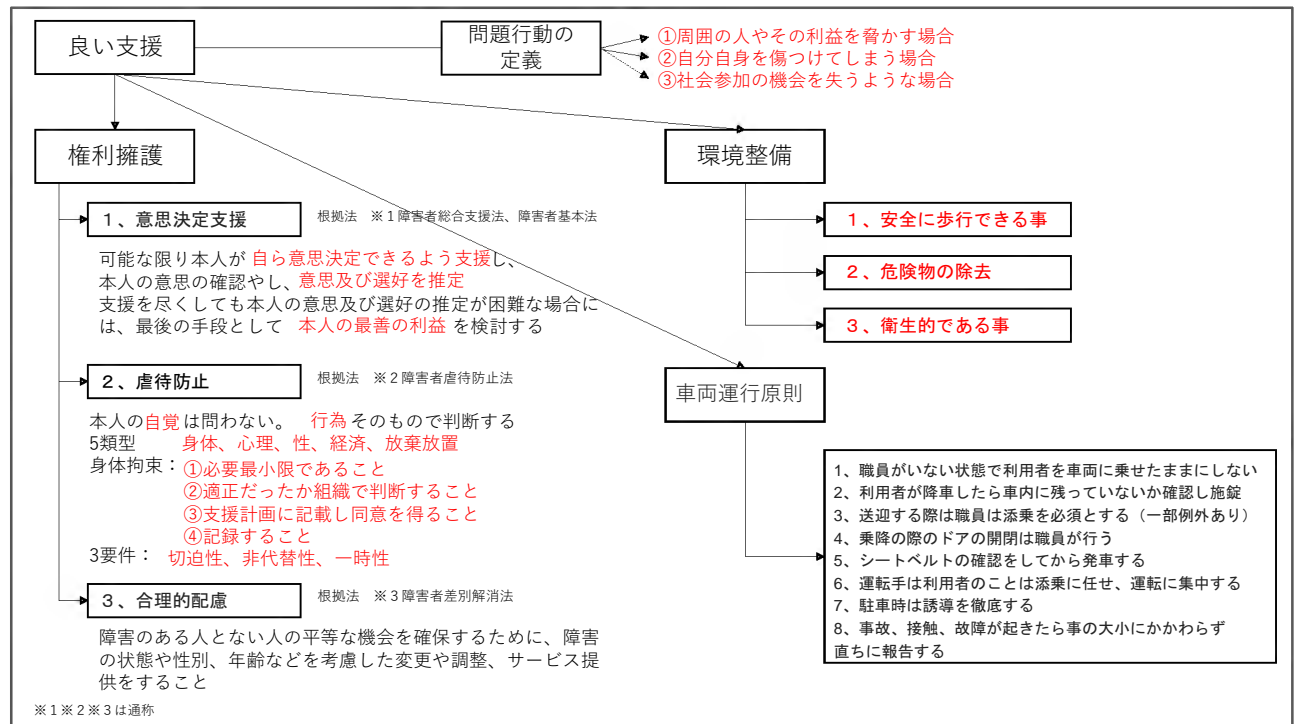 良い支援
問題行動の
定義
①周囲の人やその利益を脅かす場合
②自分自身を傷つけてしまう場合
③社会参加の機会を失うような場合
権利擁護
1、意思決定支援
根拠法　※1障害者総合支援法、障害者基本法
可能な限り本人が 自ら意思決定できるよう支援し、
本人の意思の確認やし、意思及び選好を推定
支援を尽くしても本人の意思及び選好の推定が困難な場合に
は、最後の手段として　本人の最善の利益 を検討する
2、虐待防止
根拠法　※2障害者虐待防止法
本人の自覚は問わない。　行為そのもので判断する
5類型　身体、心理、性、経済、放棄放置
身体拘束：①必要最小限であること
②適正だったか組織で判断すること
③支援計画に記載し同意を得ること
④記録すること
3要件：　切迫性、非代替性、一時性
3、合理的配慮
根拠法　※3障害者差別解消法
障害のある人とない人の平等な機会を確保するために、障害
の状態や性別、年齢などを考慮した変更や調整、サービス提
供をすること
※1※2※3は通称
環境整備
1、安全に歩行できる事
2、危険物の除去
3、衛生的である事
車両運行原則
1、職員がいない状態で利用者を車両に乗せたままにしない
2、利用者が降車したら車内に残っていないか確認し施錠
3、送迎する際は職員は添乗を必須とする（一部例外あり）
4、乗降の際のドアの開閉は職員が行う
5、シートベルトの確認をしてから発車する
6、運転手は利用者のことは添乗に任せ、運転に集中する
7、駐車時は誘導を徹底する
8、事故、接触、故障が起きたら事の大小にかかわらず
直ちに報告する